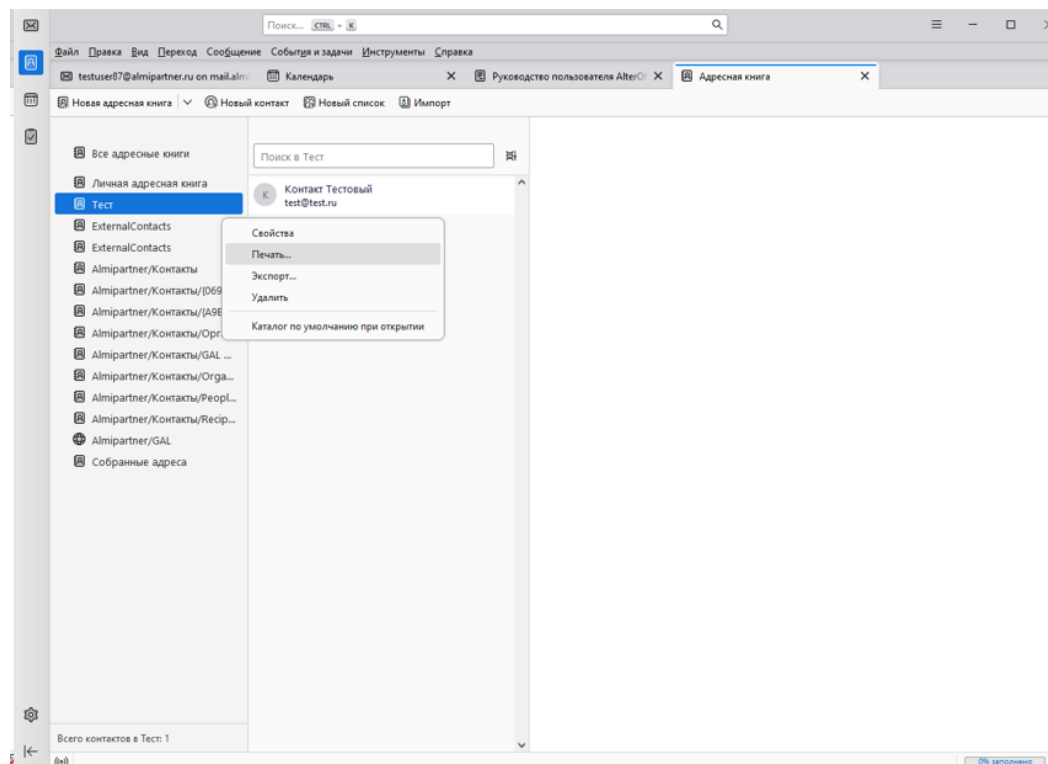 Поиск... CTRL + K
Файл Правка Вид Переход Сообщение События и задачи Инструменты Справка
testuser87@almipartner.ru on mail.almi
Календарь
Руководство пользователя AlterOf
Адресная книга
Новая адресная книга
Новый контакт
Новый список
Импорт
Все адресные книги
Личная адресная книга
Тест
ExternalContacts
ExternalContacts
Almipartner/Контакты
Almipartner/Контакты/{069
Almipartner/Контакты/{A9E
Almipartner/Контакты/Орг
Almipartner/Контакты/GAL ...
Almipartner/Контакты/Orga...
Almipartner/Контакты/Peopl...
Almipartner/Контакты/Recip...
Almipartner/GAL
Собранные адреса
Поиск в Тест
К
Контакт Тестовый
test@test.ru
Свойства
Печать...
Экспорт...
Удалить
Каталог по умолчанию при открытии
Всего контактов в Тест: 1
0% заполнено